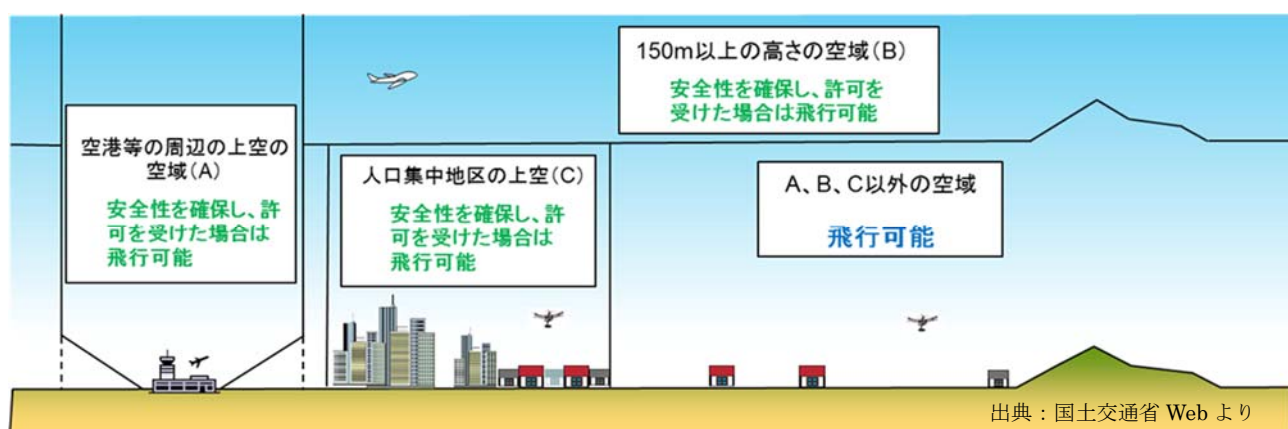 150m以上の高さの空域(B)
安全性を確保し、許可を
受けた場合は飛行可能
空港等の周辺の上空の
空域(A)
安全性を確保し、許
可を受けた場合は
飛行可能
人口集中地区の上空(C)
安全性を確保し、許
可を受けた場合は
飛行可能
A、B、C以外の空域
飛行可能
出典:国土交通省 Web より